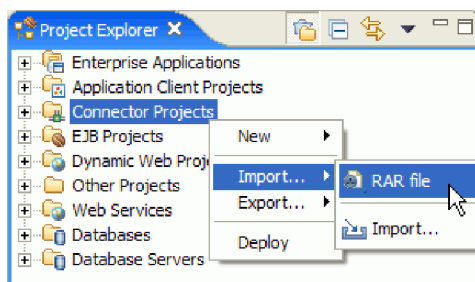 Project Explorer
Enterprise Applications
Application Client Projects
Connector Projects
EJB Projects
Dynamic Web Proj
Other Projects
Web Services
Databases
Database Servers
New
Import...
Export...
Deploy
RAR file
Import...